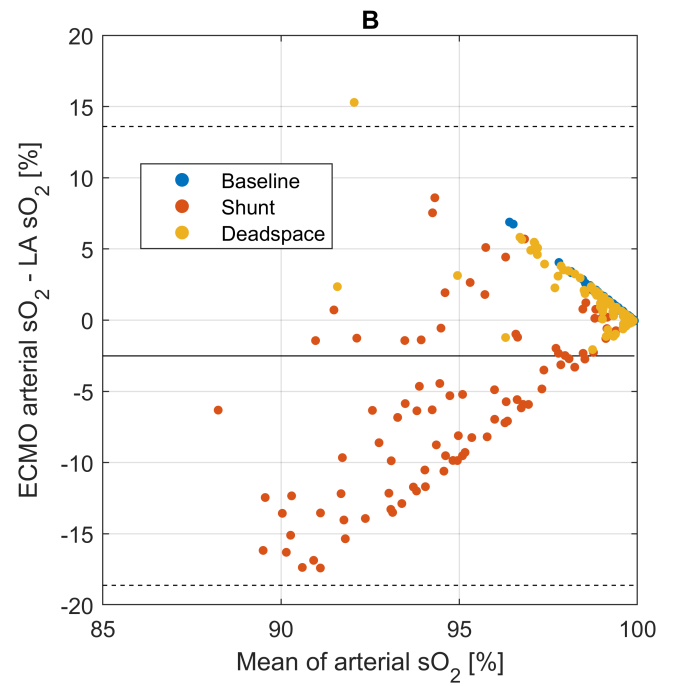 B
20
15
10
5
0
-5
-10
-15
-20
ECMO arterial sO2 - LA sO2 [%]
Baseline
Shunt
Deadspace
85
90
95
100
Mean of arterial sO2 [%]